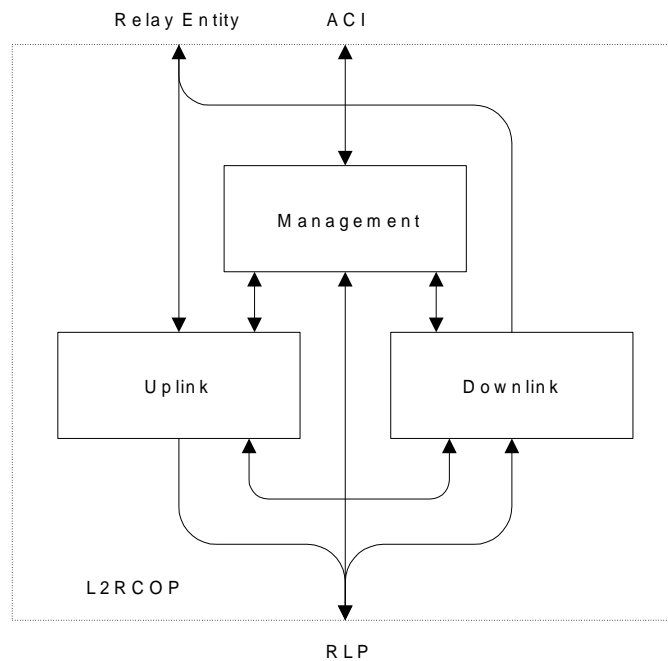 Relay Entity
ACI
Management
Uplink
Downlink
L2RCOP
RLP